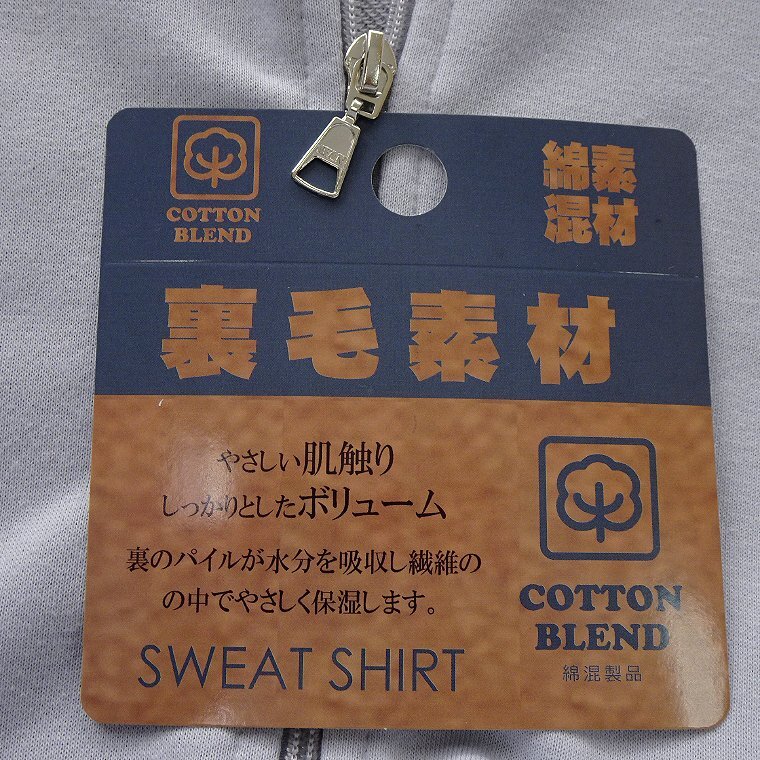 COTTON
BLEND
綿素
混材
裏毛素材
やさしい肌触り
しっかりとしたボリューム
裏のパイルが水分を吸収し繊維の
の中でやさしく保湿します。
SWEAT SHIRT
COTTON
BLEND
綿混製品